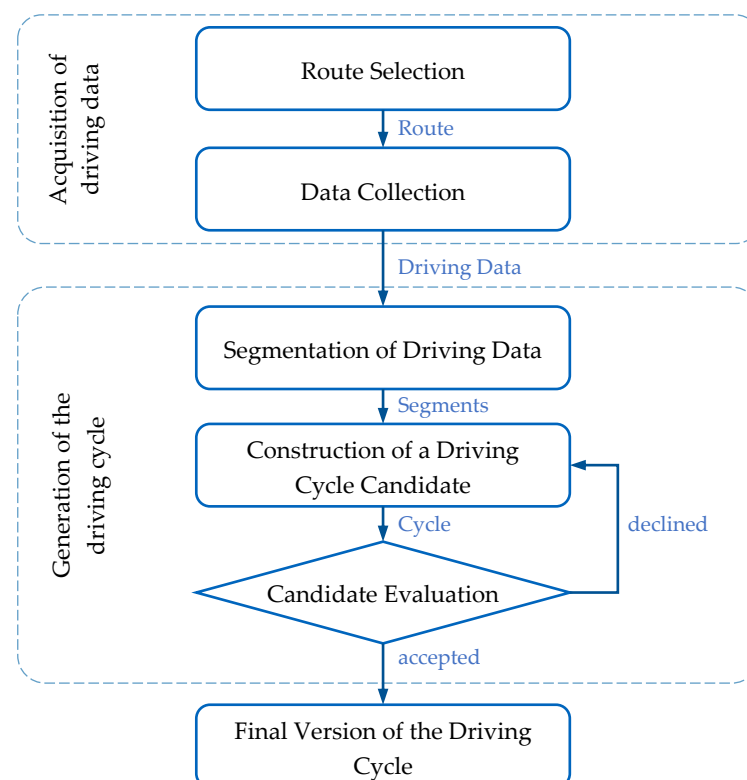 Acquisition of
driving data
Route Selection
Route
Data Collection
Driving Data
Generation of the
driving cycle
Segmentation of Driving Data
Segments
Construction of a Driving
Cycle Candidate
Cycle
declined
Candidate Evaluation
accepted
Final Version of the Driving
Cycle